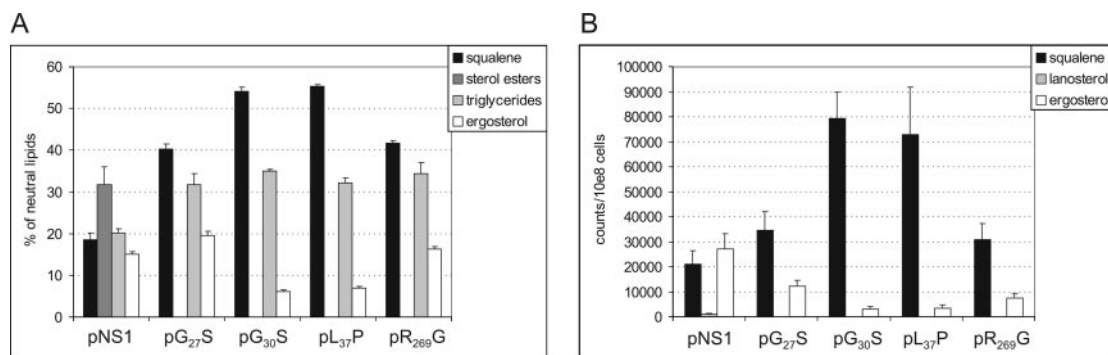 A
squalene
sterol esters
triglycerides
ergosterol
% of neutral lipids
60
50
40
30
20
10
0
pNS1
pG27S
pG30S
pL37P
pR269G
B
squalene
lanosterol
ergosterol
counts/10e8 cells
100000
90000
80000
70000
60000
50000
40000
30000
20000
10000
0
pNS1
pG27S
pG30S
pL37P
pR269G